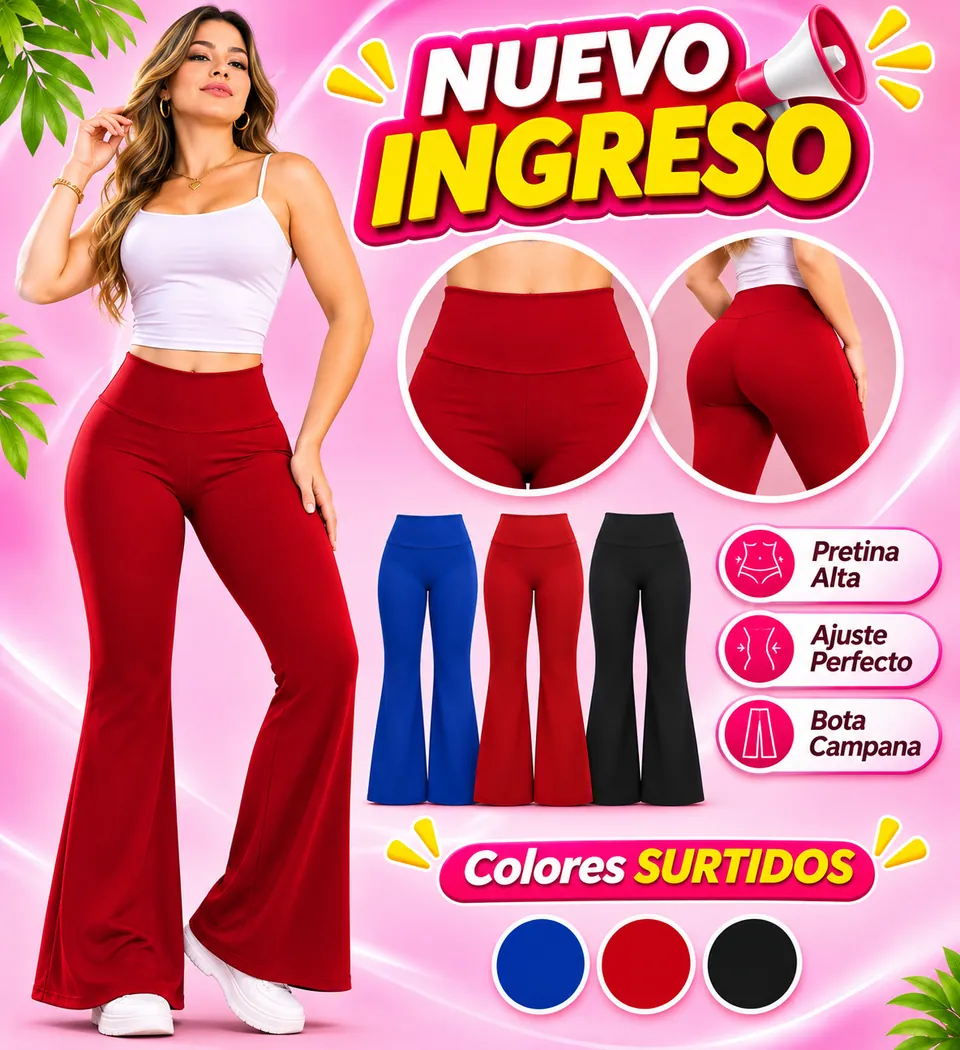 NUEVO
INGRESO
Pretina
Alta
Ajuste
Perfecto
Bota
Campana
Colores SURTIDOS